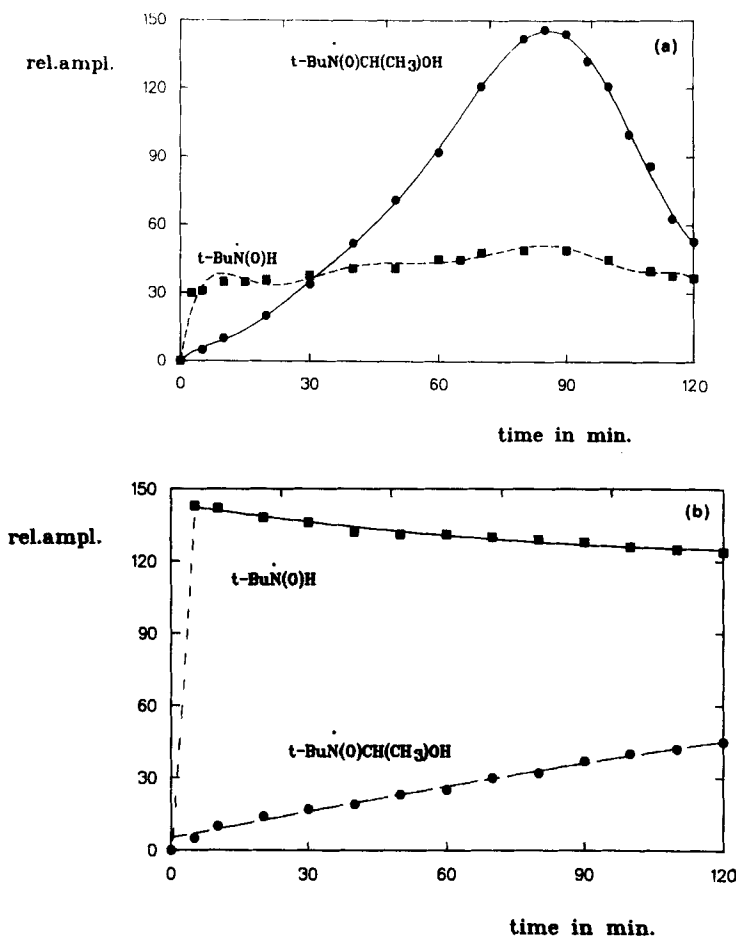 150
(a)
rel.ampl.
t-BuN(O)CH(CH3)OH
120
90
60
t-BuN(O)H
30
0
0 30 60 90 120
time in min.
150
(b)
rel.ampl.
120
t-BuN(O)H
90
60
t-BuN(O)CH(CH3)OH
30
0
0 30 60 90 120
time in min.